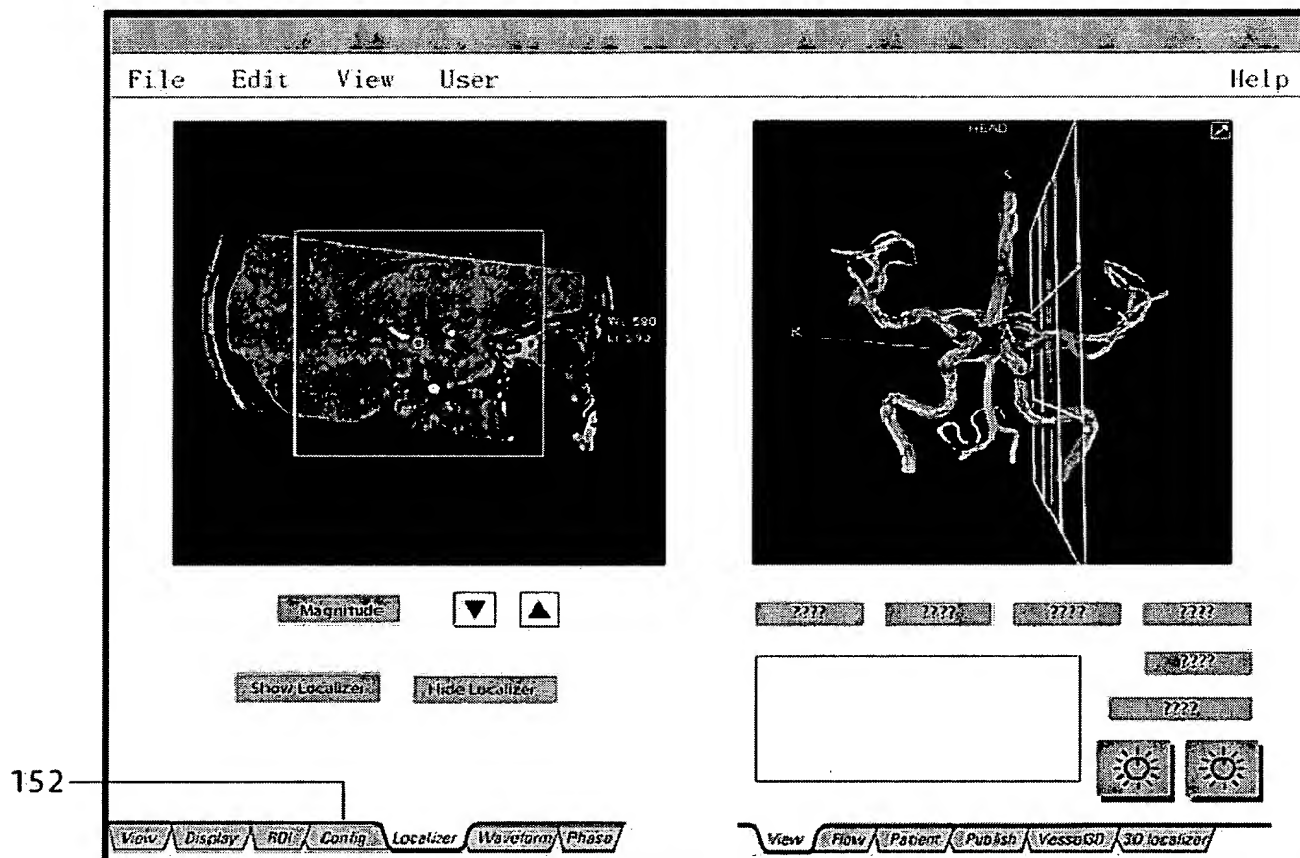 File Edit View User Help
HEAD
R
Magnitude
???? ???? ???? ????
????
Show Localizer Hide Localizer
????
152
View Display ROI Config Localizer Waveform Phase
View Flow Patient Publish Vessel3D 3D localizer